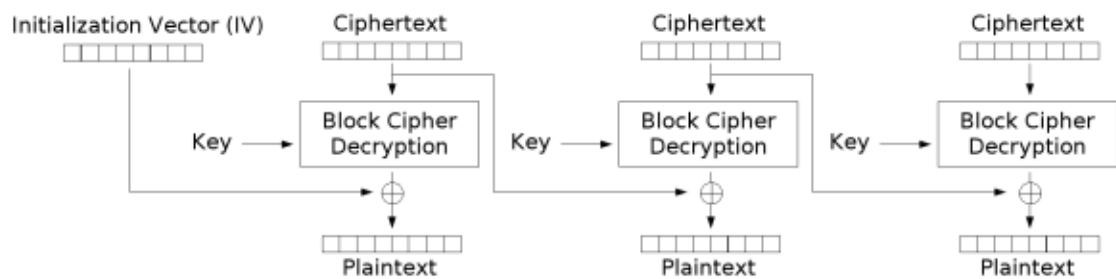 Initialization Vector (IV)
Ciphertext
Ciphertext
Ciphertext
Key
Block Cipher
Decryption
Key
Block Cipher
Decryption
Key
Block Cipher
Decryption
Plaintext
Plaintext
Plaintext